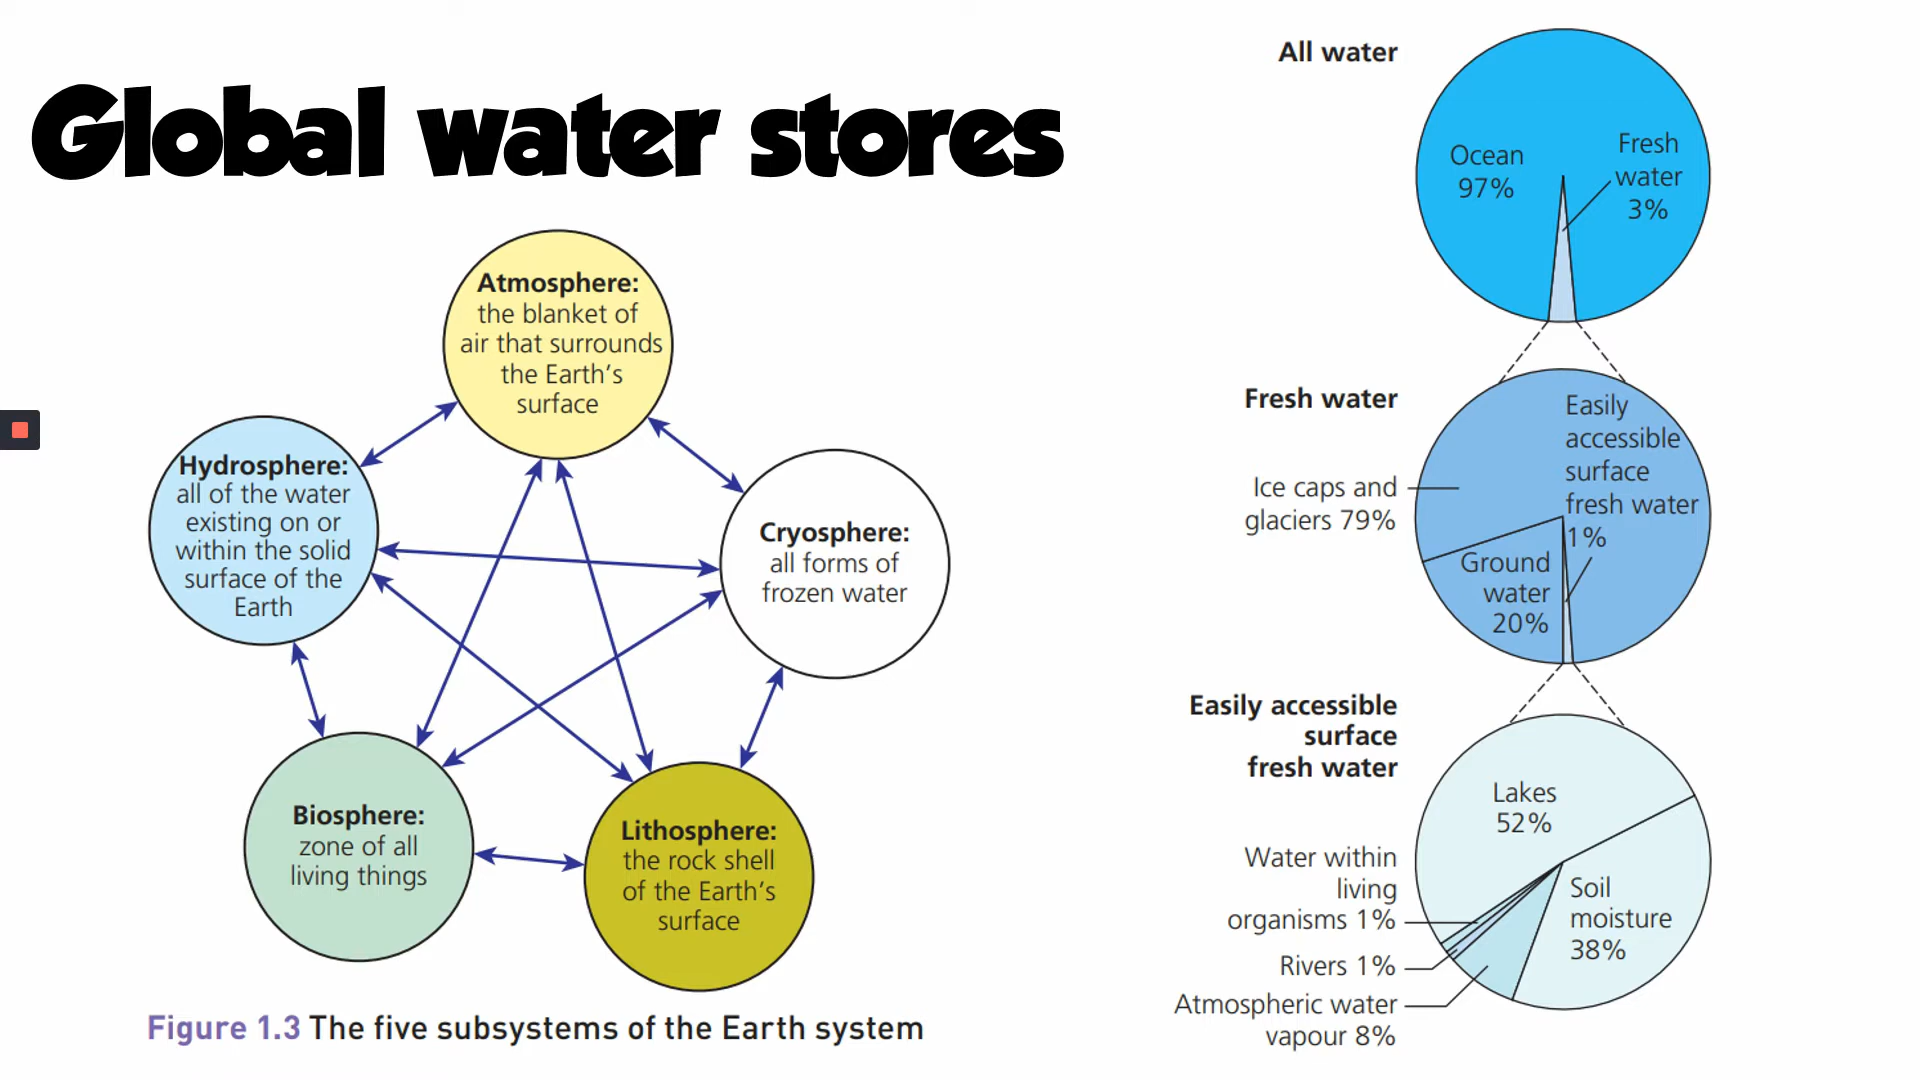 Global water stores
Atmosphere:
the blanket of
air that surrounds
the Earth's
surface
Hydrosphere:
all of the water
existing on or
within the solid
surface of the
Earth
Cryosphere:
all forms of
frozen water
Biosphere:
zone of all
living things
Lithosphere:
the rock shell
of the Earth's
surface
Figure 1.3 The five subsystems of the Earth system
All water
Ocean
97%
Fresh
water
3%
Fresh water
Easily
accessible
surface
fresh water
1%
Ice caps and
glaciers 79%
Ground
water
20%
Easily accessible
surface
fresh water
Lakes
52%
Water within
living
organisms 1%
Soil
moisture
38%
Rivers 1%
Atmospheric water
vapour 8%